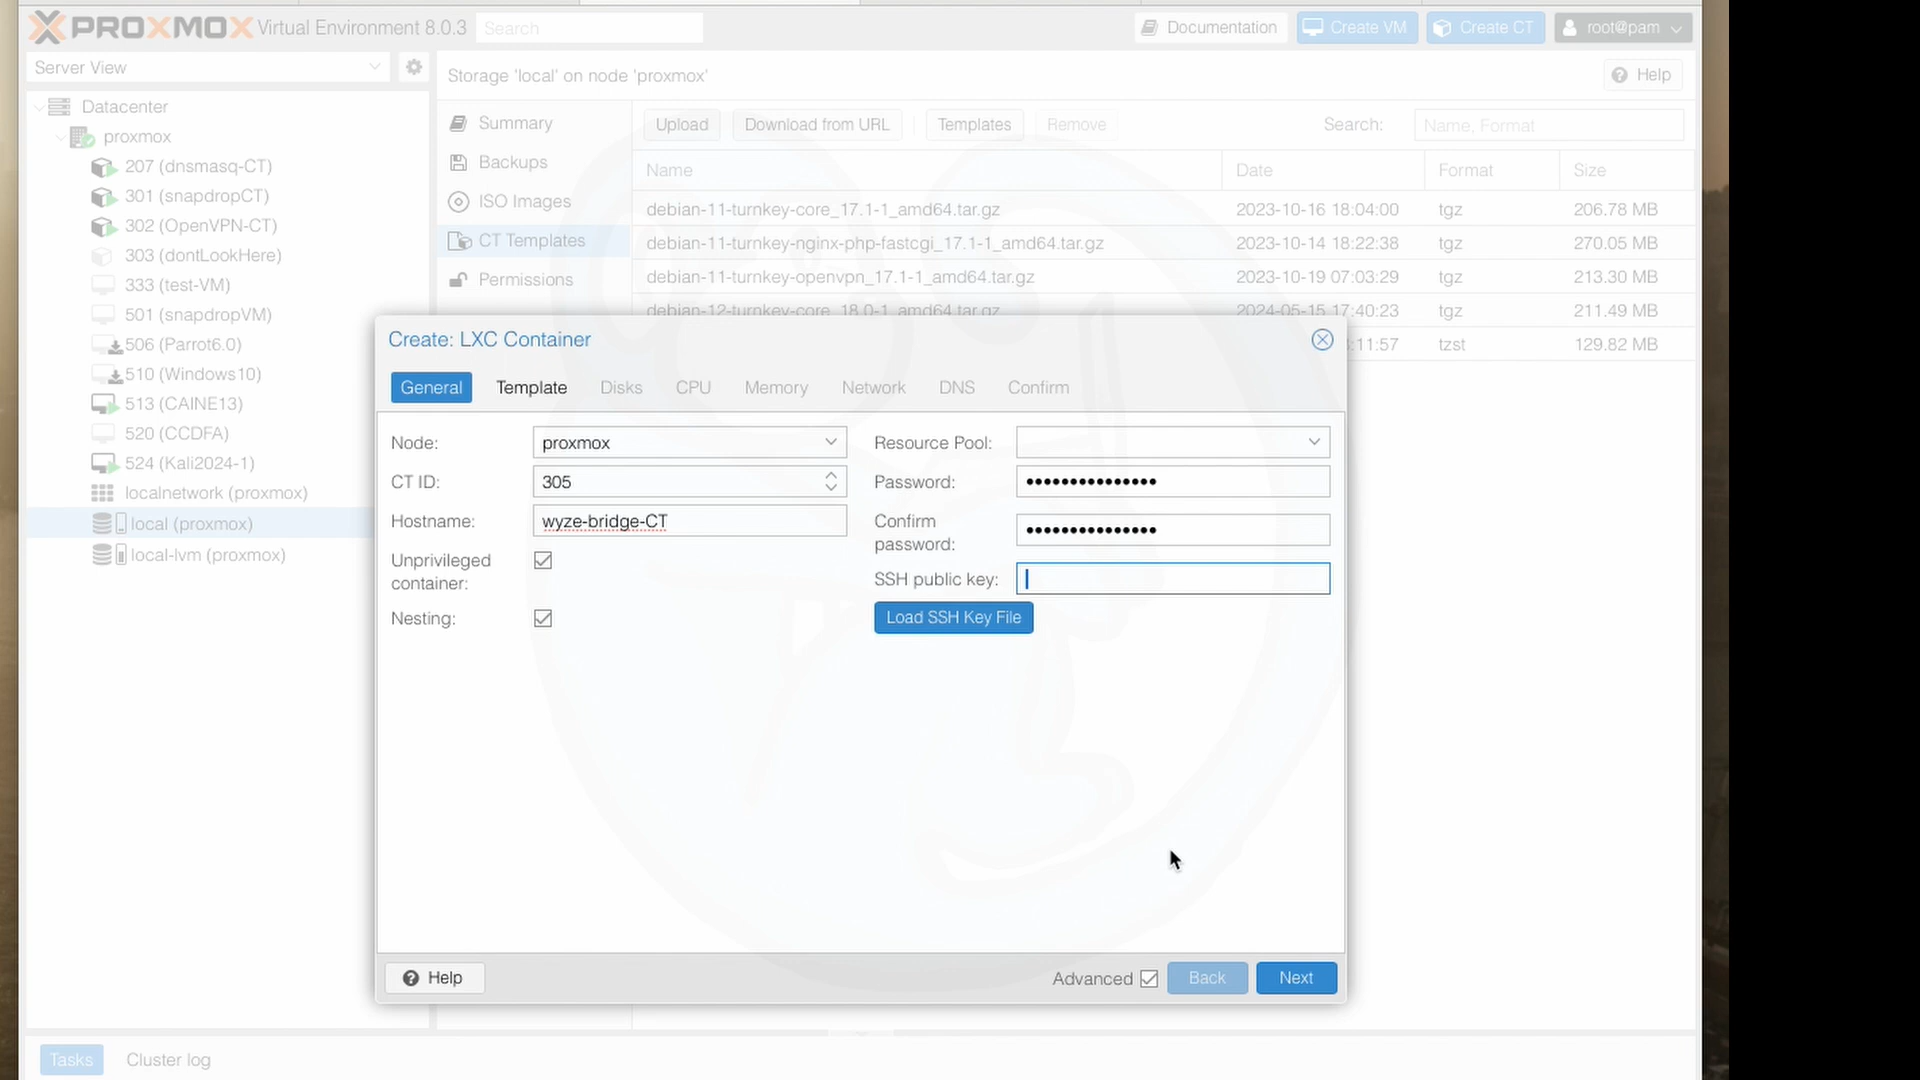 PROXMOX Virtual Environment 8.0.3 Search Documentation Create VM Create CT root@pam
Server View
Storage 'local' on node 'proxmox' Help
Datacenter
proxmox
207 (dnsmasq-CT)
301 (snapdropCT)
302 (OpenVPN-CT)
303 (dontLookHere)
333 (test-VM)
501 (snapdropVM)
506 (Parrot6.0)
510 (Windows10)
513 (CAINE13)
520 (CCDFA)
524 (Kali2024-1)
localnetwork (proxmox)
local (proxmox)
local-lvm (proxmox)
Summary
Backups
ISO Images
CT Templates
Permissions
Upload Download from URL Templates Remove Search: Name, Format
Name Date Format Size
debian-11-turnkey-core_17.1-1_amd64.tar.gz 2023-10-16 18:04:00 tgz 206.78 MB
debian-11-turnkey-nginx-php-fastcgi_17.1-1_amd64.tar.gz 2023-10-14 18:22:38 tgz 270.05 MB
debian-11-turnkey-openvpn_17.1-1_amd64.tar.gz 2023-10-19 07:03:29 tgz 213.30 MB
debian-12-turnkey-core_18.0-1_amd64.tar.gz 2024-05-15 17:40:23 tgz 211.49 MB
:11:57 tzst 129.82 MB
Create: LXC Container
General Template Disks CPU Memory Network DNS Confirm
Node: proxmox
CT ID: 305
Hostname: wyze-bridge-CT
Unprivileged
container:
Nesting:
Resource Pool:
Password: •••••••••••••••
Confirm
password: •••••••••••••••
SSH public key:
Load SSH Key File
Help Advanced Back Next
Tasks Cluster log